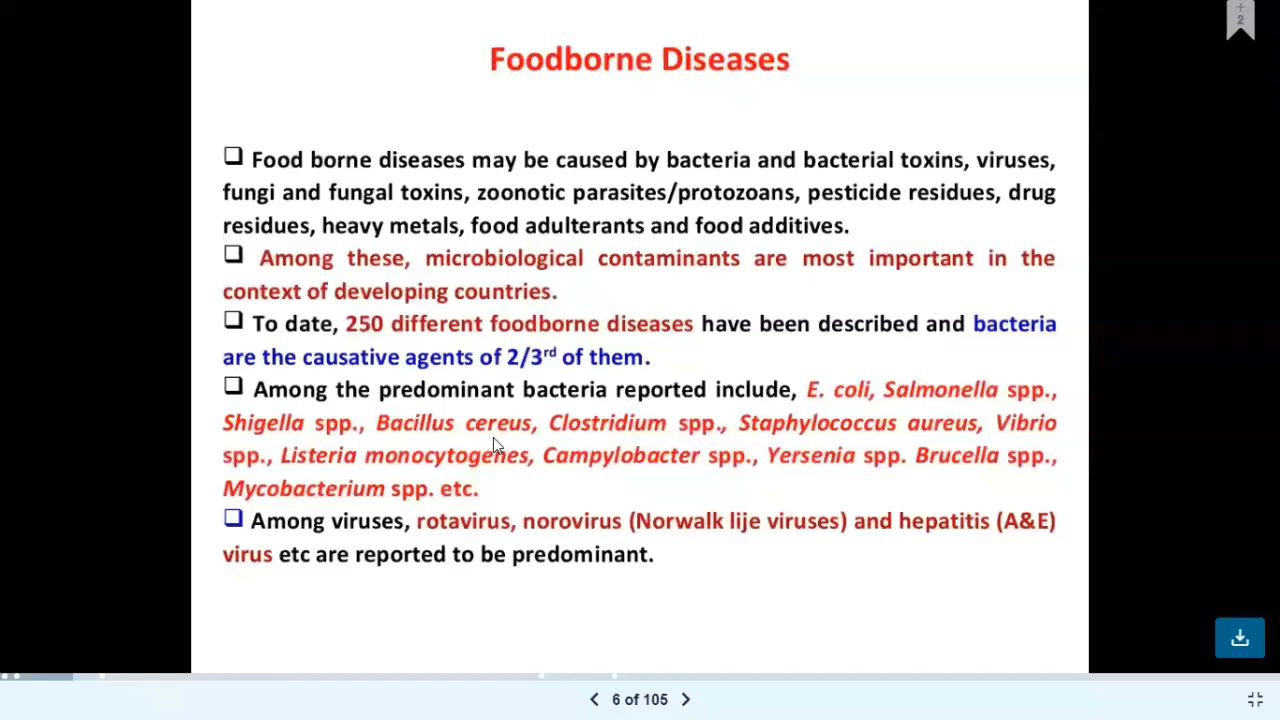 +
2
Foodborne Diseases
Food borne diseases may be caused by bacteria and bacterial toxins, viruses,
fungi and fungal toxins, zoonotic parasites/protozoans, pesticide residues, drug
residues, heavy metals, food adulterants and food additives.
Among these, microbiological contaminants are most important in the
context of developing countries.
To date, 250 different foodborne diseases have been described and bacteria
are the causative agents of 2/3rd of them.
Among the predominant bacteria reported include, E. coli, Salmonella spp.,
Shigella spp., Bacillus cereus, Clostridium spp., Staphylococcus aureus, Vibrio
spp., Listeria monocytogenes, Campylobacter spp., Yersenia spp. Brucella spp.,
Mycobacterium spp. etc.
Among viruses, rotavirus, norovirus (Norwalk lije viruses) and hepatitis (A&E)
virus etc are reported to be predominant.
6 of 105